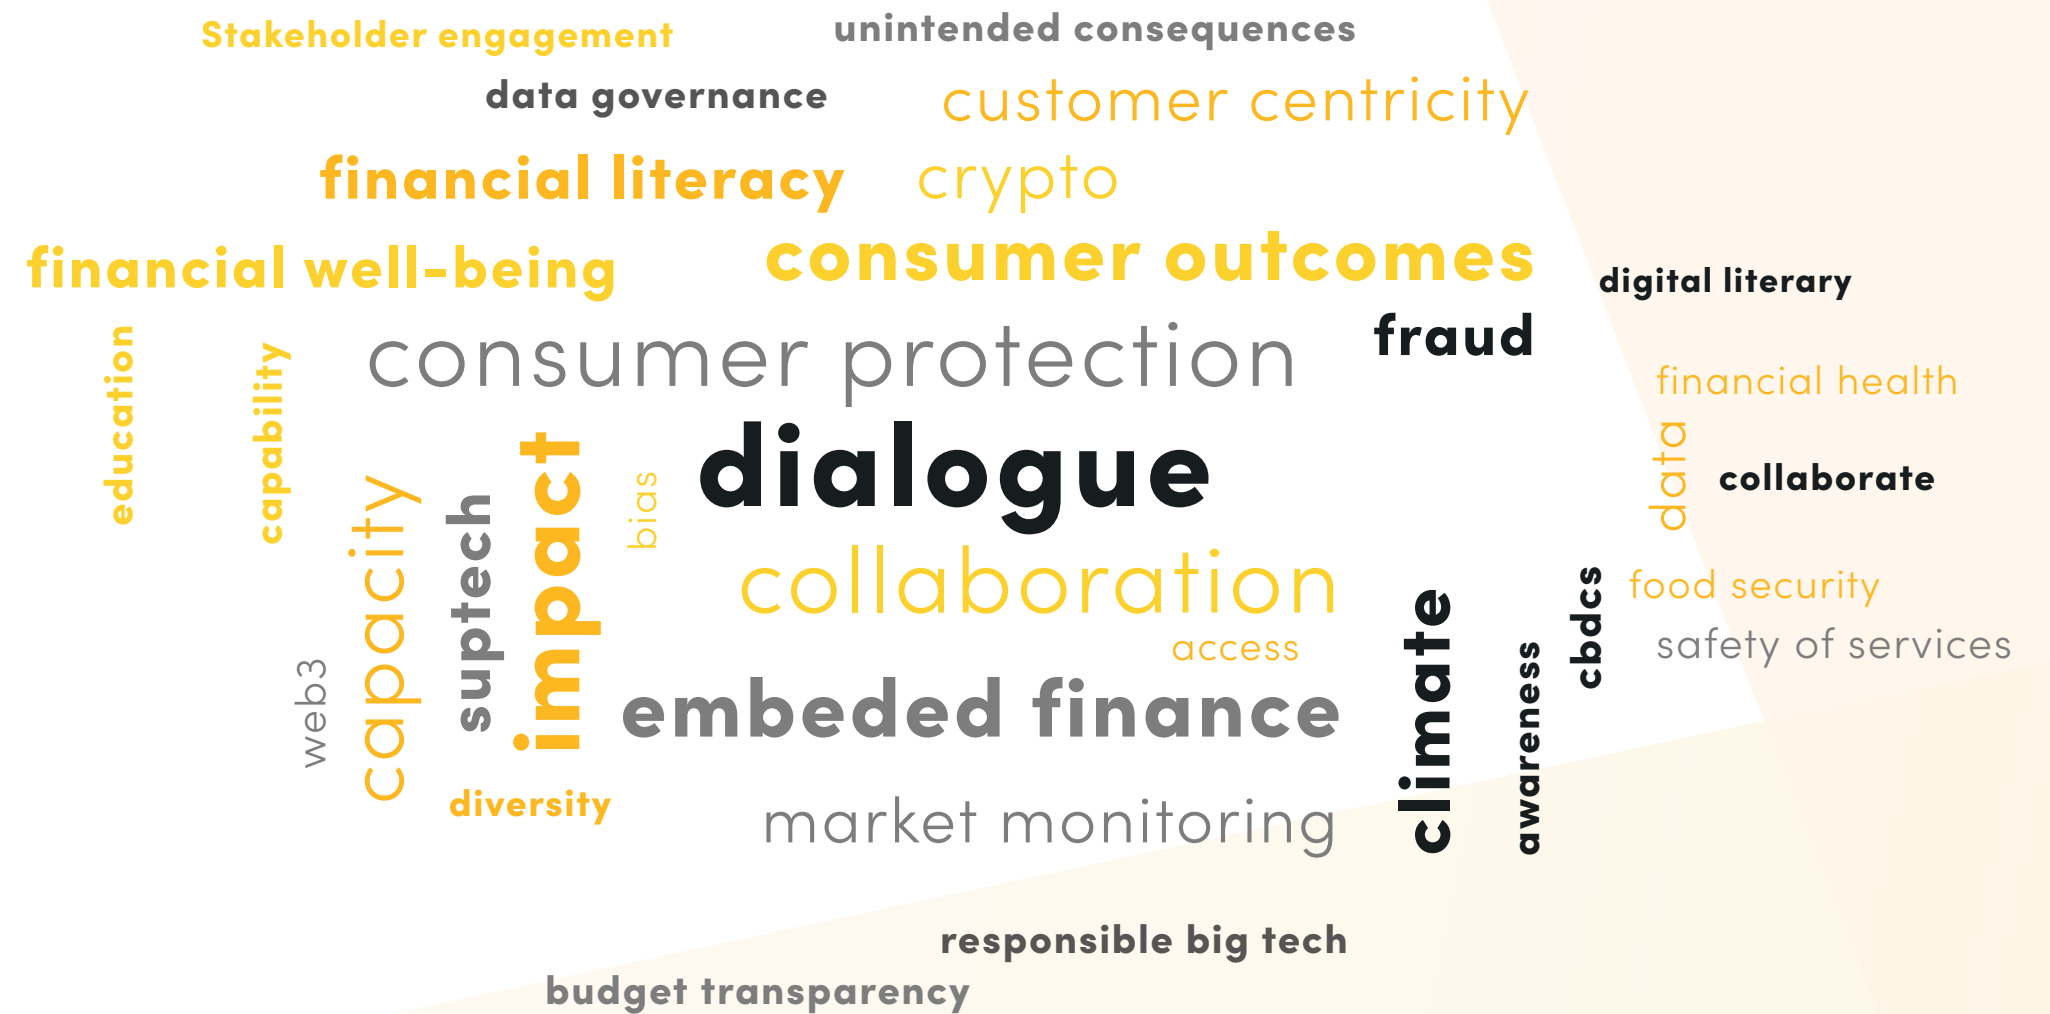 Stakeholder engagement
unintended consequences
data governance
customer centricity
financial literacy
crypto
financial well-being
consumer outcomes
digital literary
education
capability
consumer protection
fraud
financial health
capacity
suptech
impact
bias
dialogue
data
collaborate
collaboration
access
climate
awareness
cbdcs
food security
safety of services
web3
embeded finance
diversity
market monitoring
responsible big tech
budget transparency